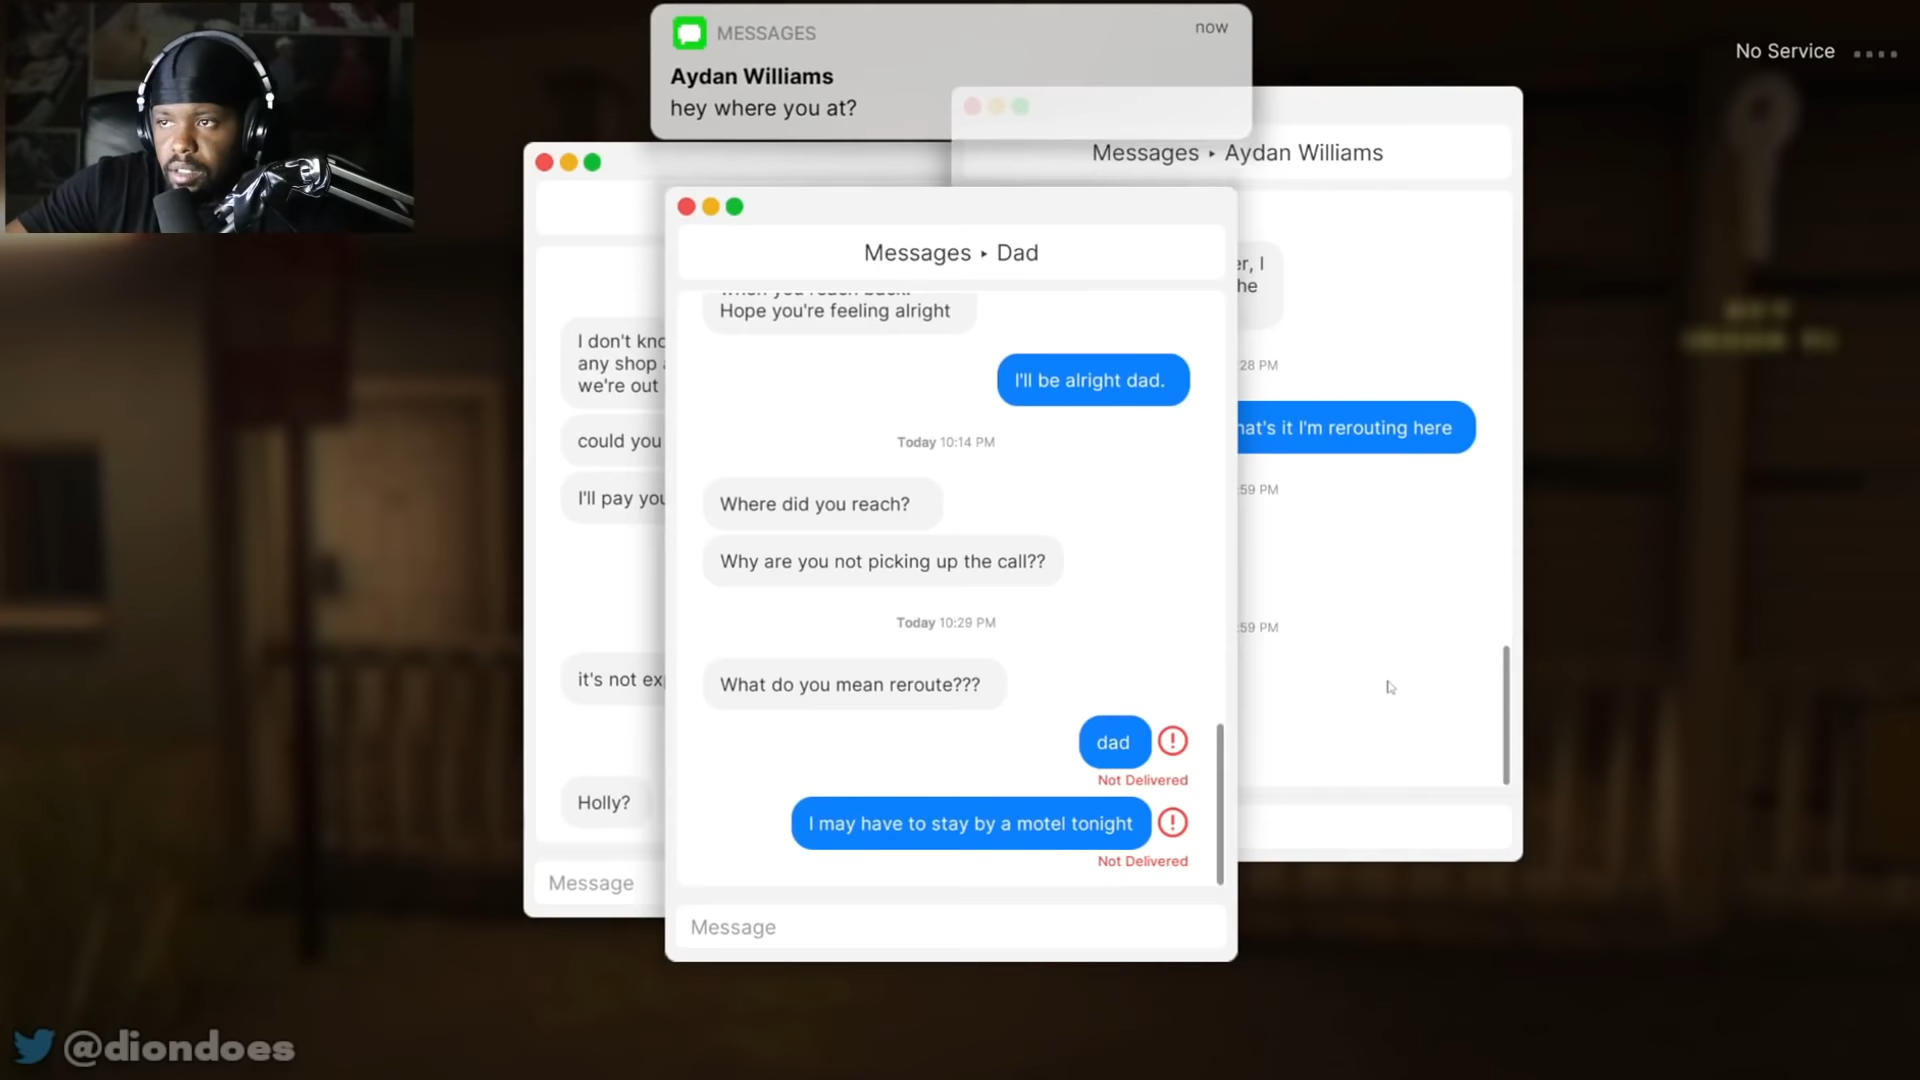 MESSAGES
now
Aydan Williams
hey where you at?
No Service
Messages ▸ Aydan Williams
Messages ▸ Dad
Hope you're feeling alright
I'll be alright dad.
Today 10:14 PM
Where did you reach?
Why are you not picking up the call??
Today 10:29 PM
What do you mean reroute???
dad
Not Delivered
I may have to stay by a motel tonight
Not Delivered
Message
I don't
any shop
we're out
could you
I'll pay
it's not
Holly?
Message
I
28 PM
it I'm rerouting here
59 PM
59 PM
@diondoes